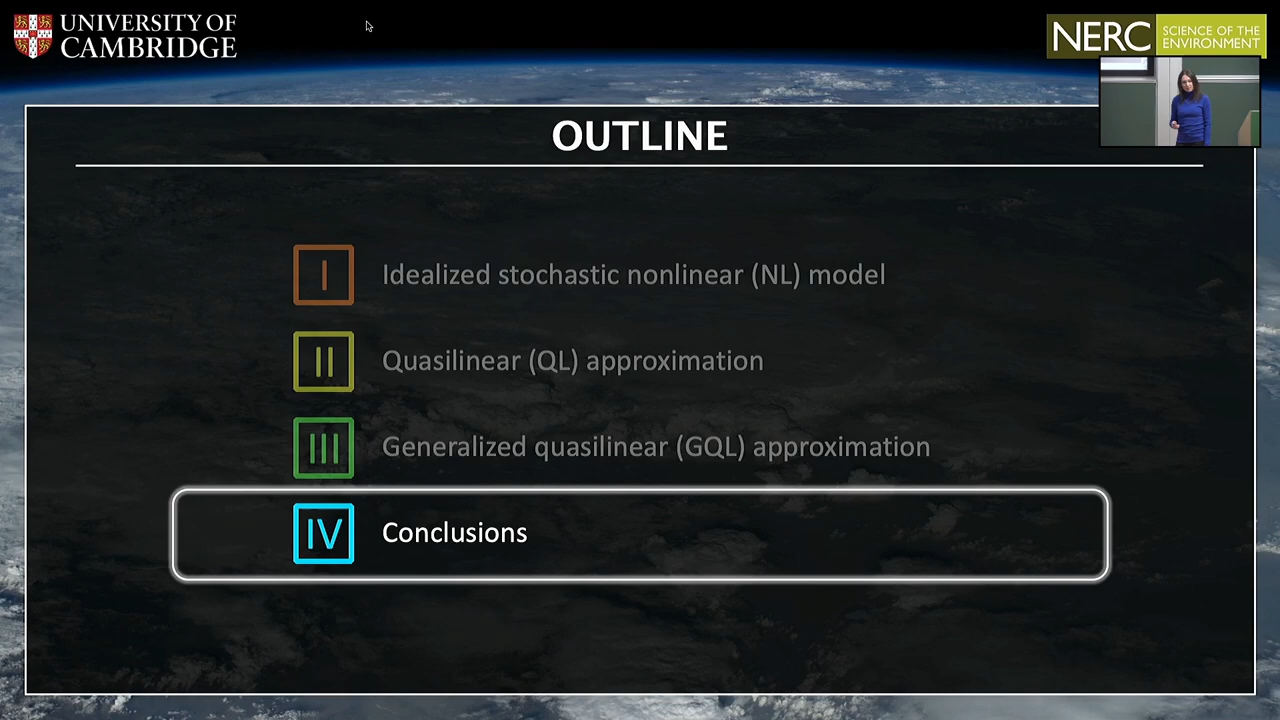 UNIVERSITY OF
CAMBRIDGE
NERC
SCIENCE OF THE
ENVIRONMENT
OUTLINE
I Idealized stochastic nonlinear (NL) model
II Quasilinear (QL) approximation
III Generalized quasilinear (GQL) approximation
IV Conclusions